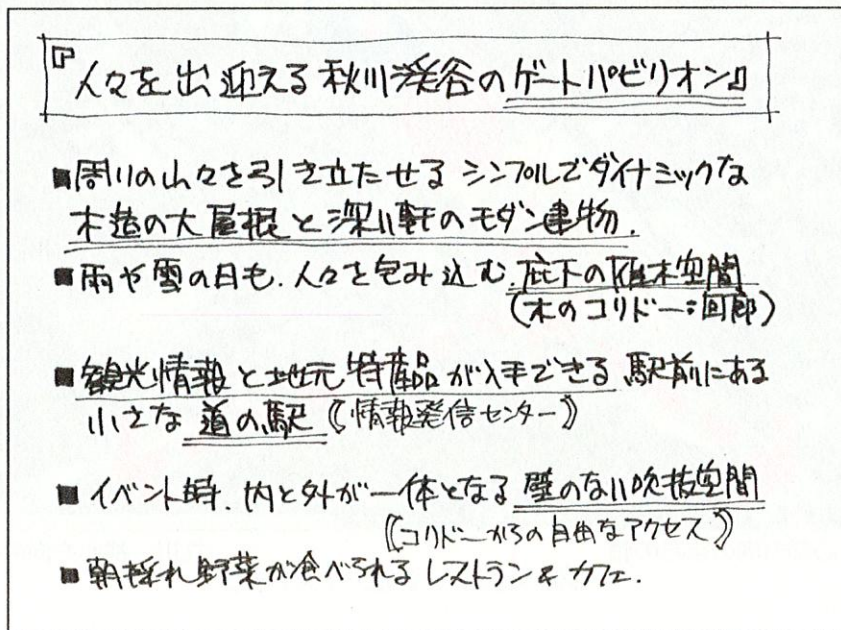 『人々を出迎える秋川渓谷のゲートパビリオン』
■周りの山々を引き立たせる シンプルでダイナミックな
木造の大屋根と深い軒のモダン建物.
■雨や雪の日も、人々を包み込む、庇下の雁木空間
(木のコリドー：回郎)
■観光情報と地元特産品が入手できる 駅前にある
小さな 道の駅《情報発信センター》
■イベント時、内と外が一体となる 壁のない吹抜空間
《コリドーからの自由なアクセス》
■朝採れ野菜が食べられる レストラン& カフェ.